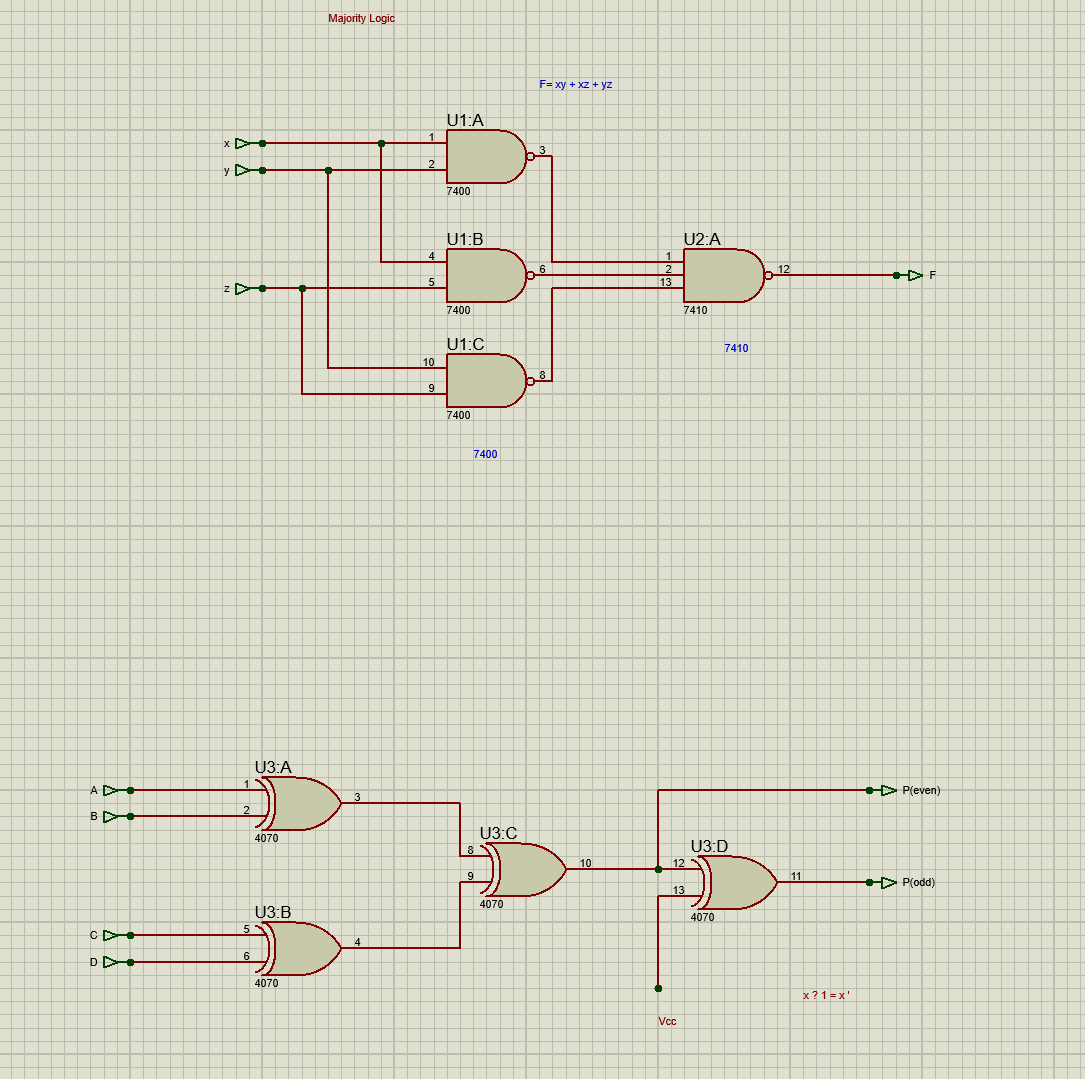 Majority Logic
F= xy + xz + yz
U1:A
x
1
3
y
2
7400
U1:B
U2:A
4
1
6
2
12
F
z
5
13
7400
7410
U1:C
7410
10
8
9
7400
7400
U3:A
A
1
P(even)
3
B
2
4070
U3:C
U3:D
8
10
12
9
13
11
P(odd)
4070
4070
U3:B
C
5
4
D
6
4070
x ? 1 = x '
Vcc